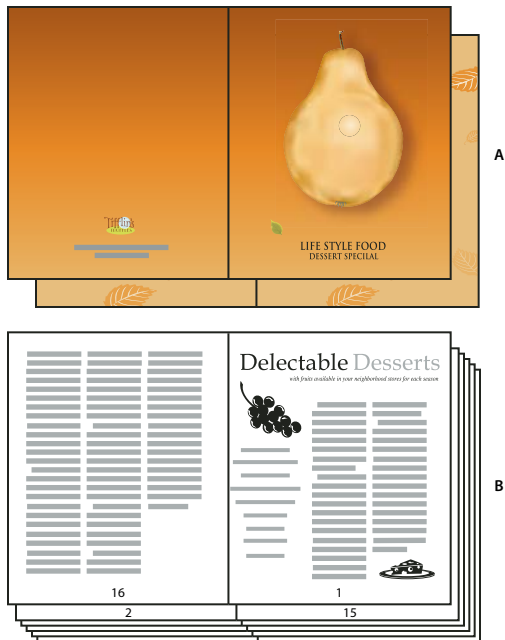 LIFE STYLE FOOD
DESSERT SPECILAL
A
Delectable Desserts
with fruits available in your neighborhood stores for each season
B
16
1
2
15